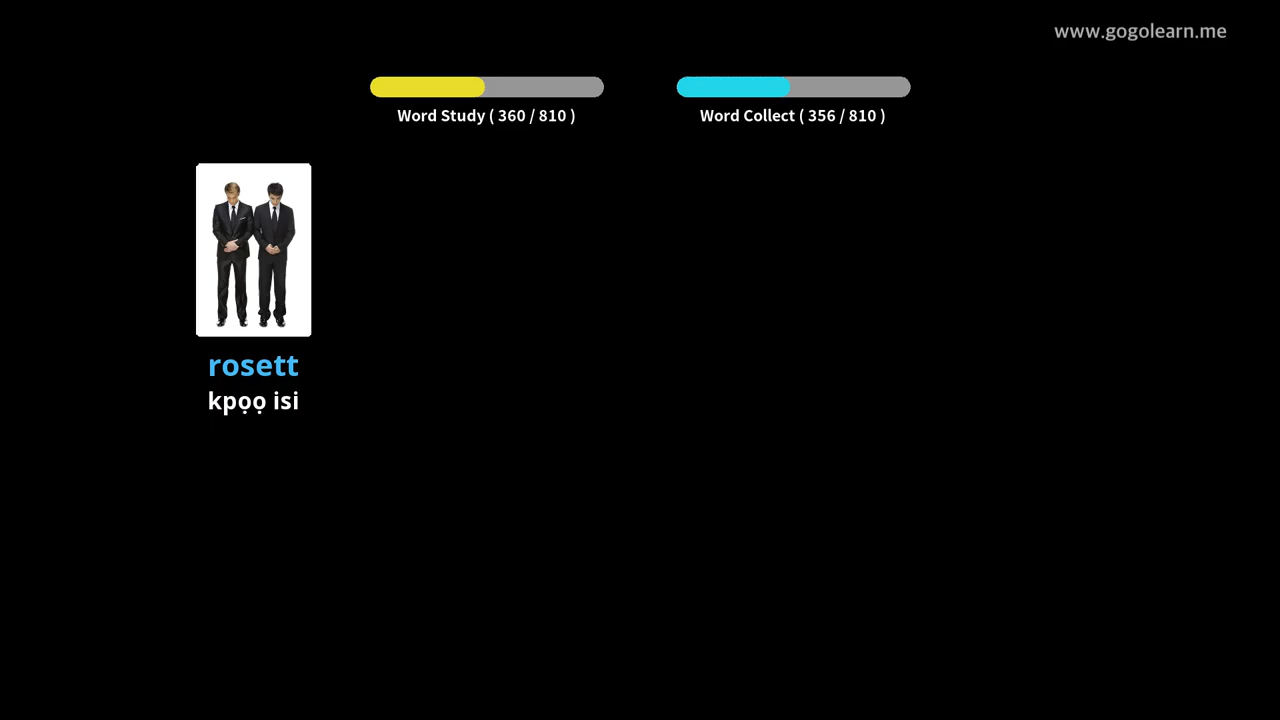 www.gogolearn.me
Word Study ( 360 / 810 )
Word Collect ( 356 / 810 )
rosett
kpọọ isi